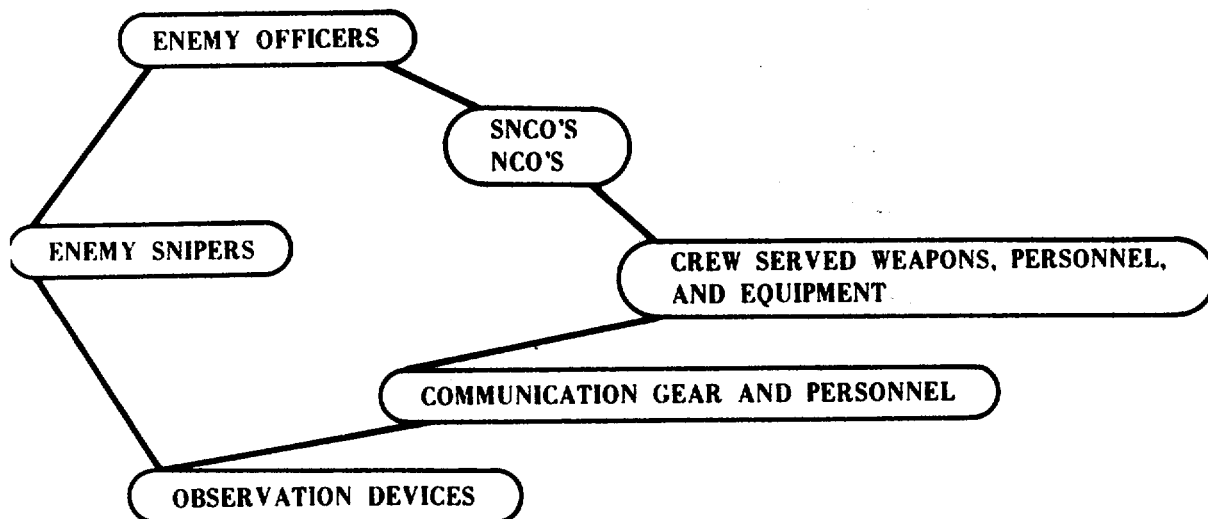 ENEMY OFFICERS
SNCO'S
NCO'S
ENEMY SNIPERS
CREW SERVED WEAPONS, PERSONNEL,
AND EQUIPMENT
COMMUNICATION GEAR AND PERSONNEL
OBSERVATION DEVICES